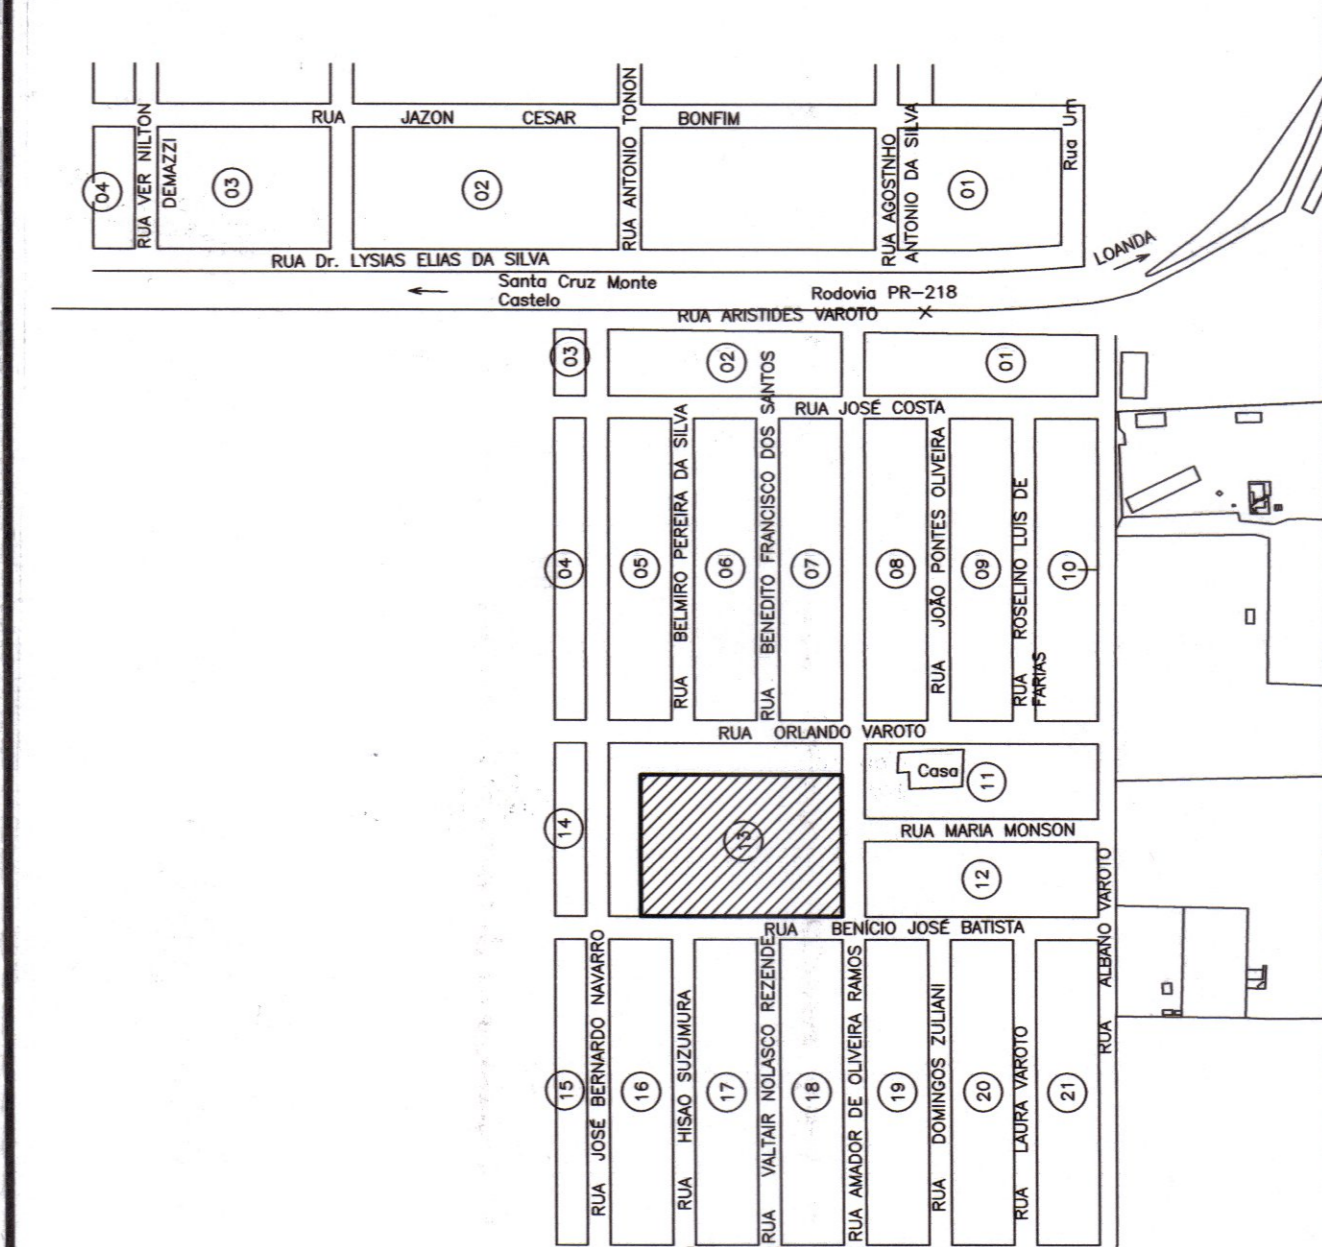 RUA JAZON CESAR BONFIM
RUA VER NILTON
DEMAZZI
RUA ANTONIO TONON
RUA AGOSTNHO
ANTONIO DA SILVA
Rua Um
04
03
02
01
RUA Dr. LYSIAS ELIAS DA SILVA
LOANDA
Santa Cruz Monte
Castelo
Rodovia PR-218
RUA ARISTIDES VAROTO
03
02
01
RUA JOSÉ COSTA
RUA BELMIRO PEREIRA DA SILVA
RUA BENEDITO FRANCISCO DOS SANTOS
RUA JOÃO PONTES OLIVEIRA
RUA ROSELINO LUIS DE
FARIAS
04
05
06
07
08
09
10
RUA ORLANDO VAROTO
Casa
11
14
13
RUA MARIA MONSON
12
RUA ALBANO VAROTO
RUA BENÍCIO JOSÉ BATISTA
RUA JOSÉ BERNARDO NAVARRO
RUA HISAO SUZUMURA
RUA VALTAIR NOLASCO REZENDE
RUA AMADOR DE OLIVEIRA RAMOS
RUA DOMINGOS ZULIANI
RUA LAURA VAROTO
15
16
17
18
19
20
21